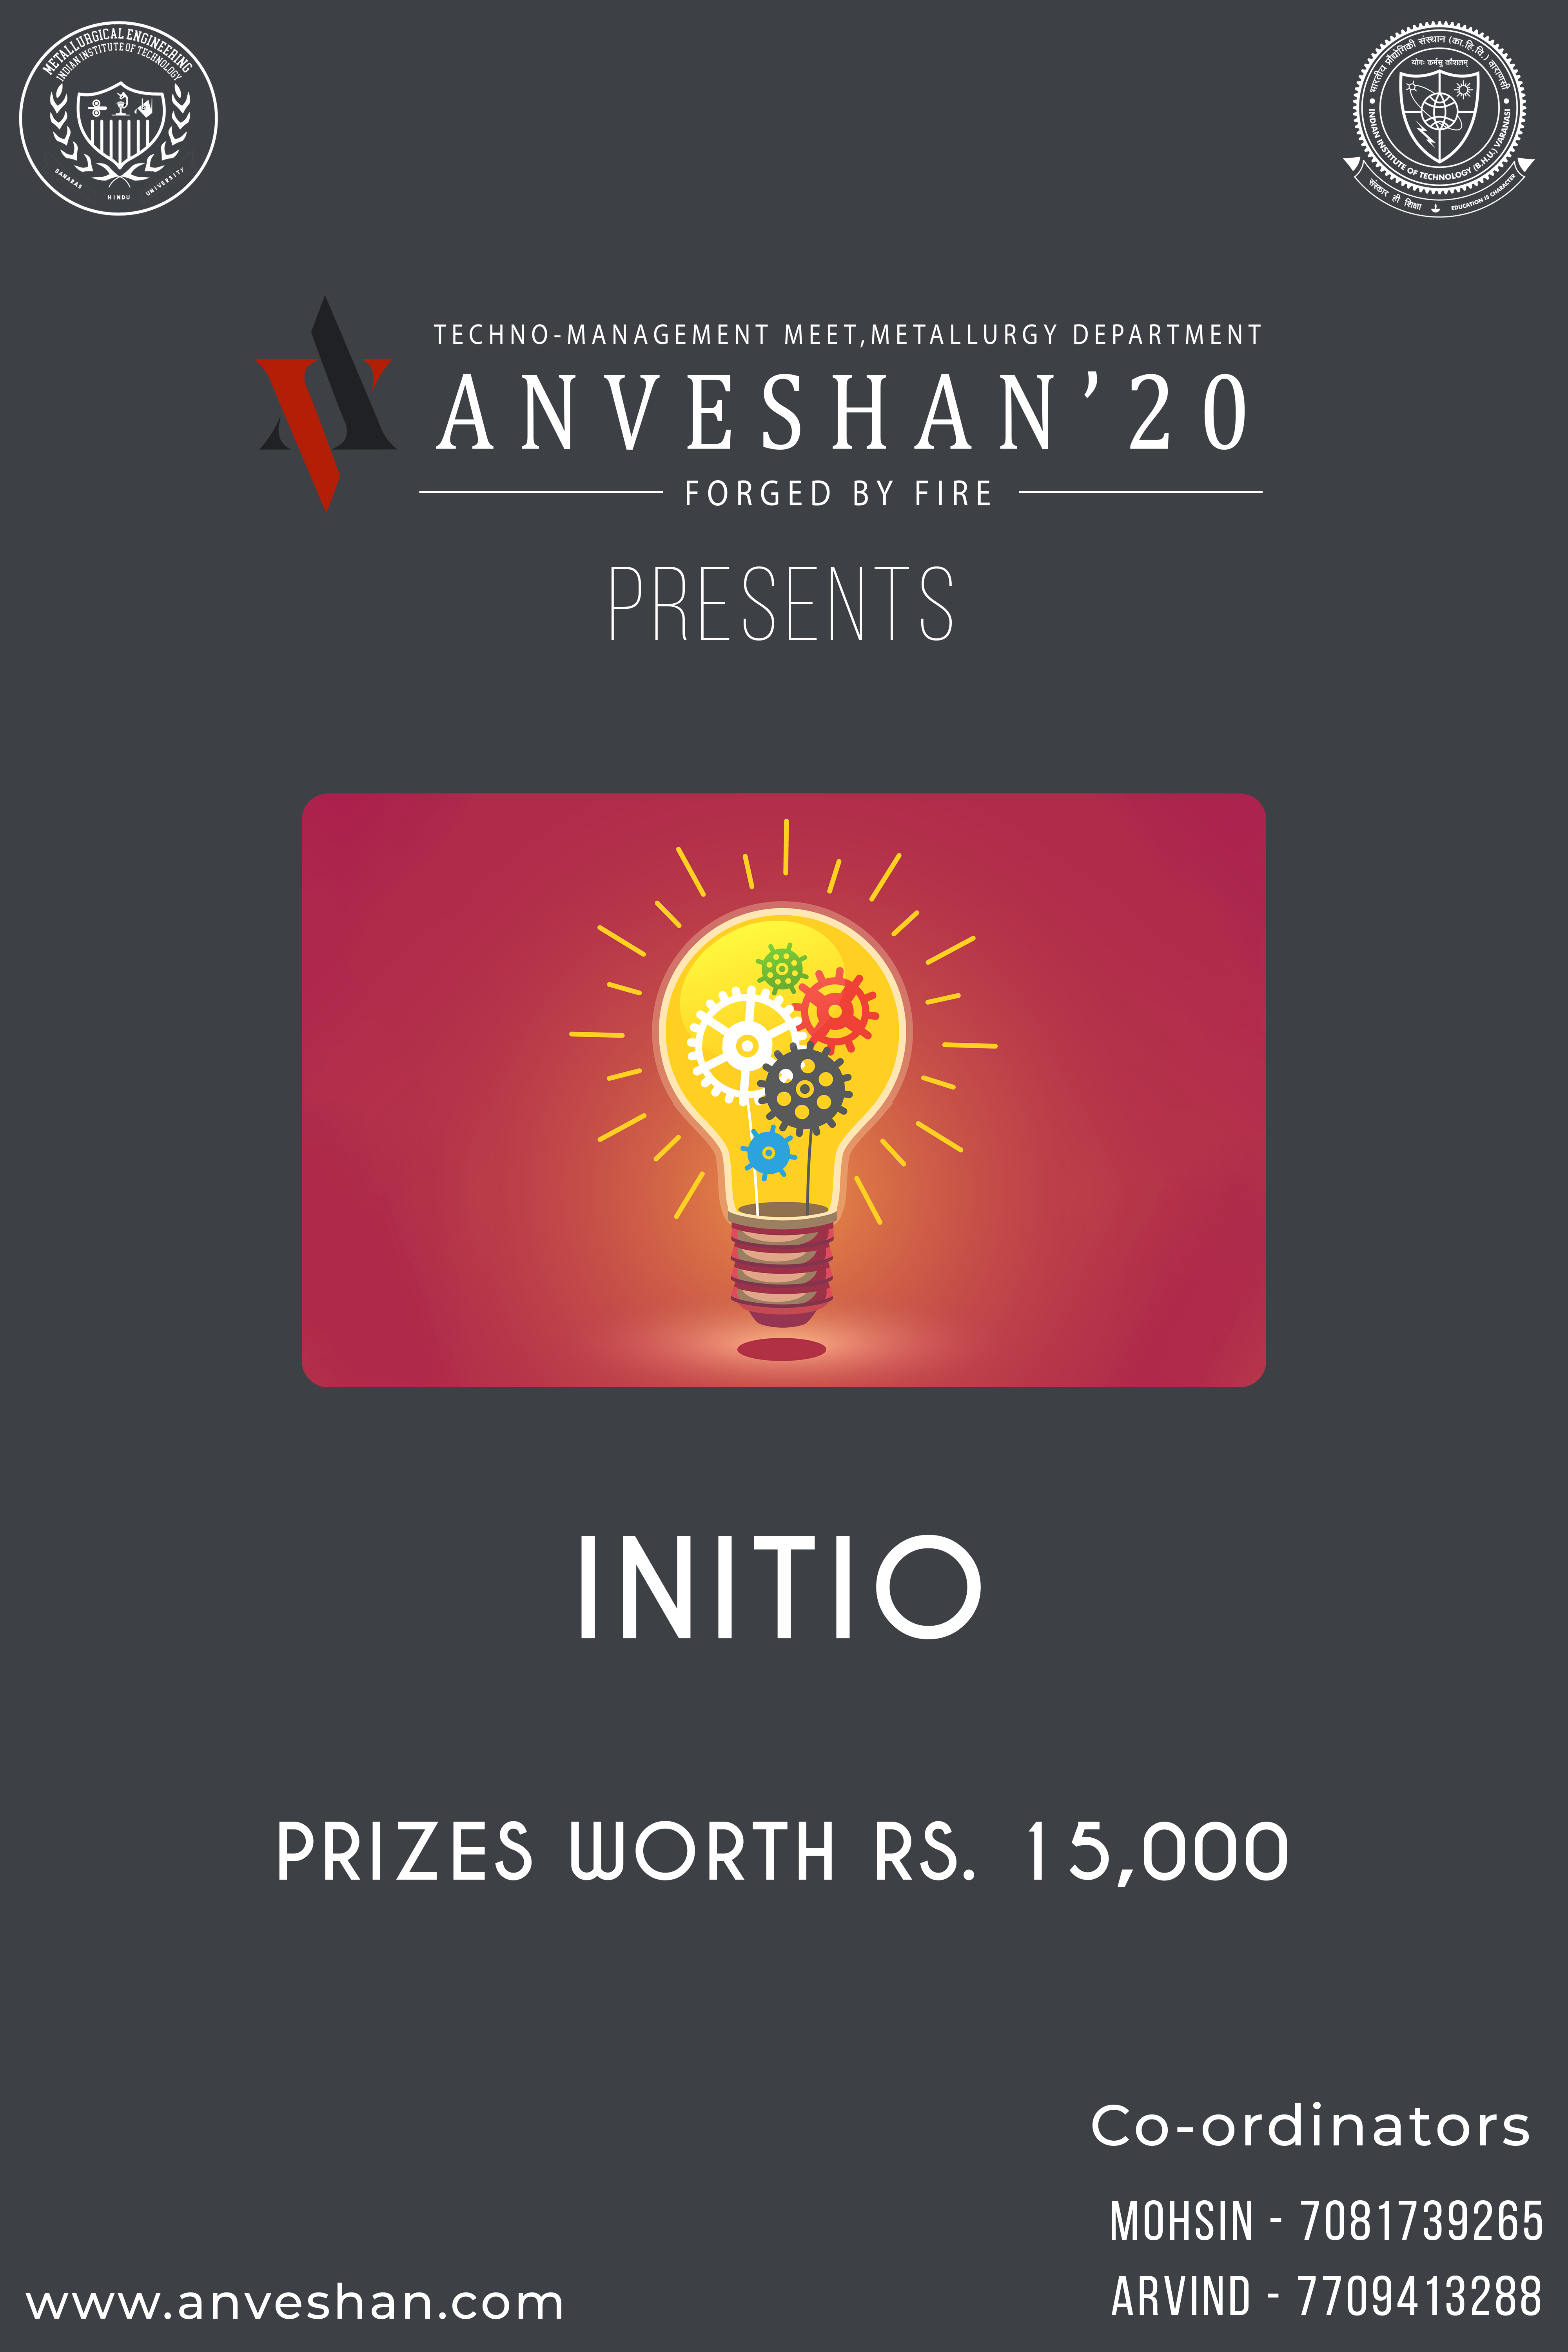 METALLURGICAL ENGINEERING
INDIAN INSTITUTE OF TECHNOLOGY
BANARAS HINDU UNIVERSITY
भारतीय प्रौद्योगिकी संस्थान (का.हि.वि.) वाराणसी
योगः कर्मसु कौशलम्
INDIAN INSTITUTE OF TECHNOLOGY (B.H.U.) VARANASI
संस्कार ही शिक्षा EDUCATION IS CHARACTER
TECHNO-MANAGEMENT MEET,METALLURGY DEPARTMENT
ANVESHAN’20
FORGED BY FIRE
PRESENTS
INITIO
PRIZES WORTH RS. 15,000
Co-ordinators
MOHSIN - 7081739265
ARVIND - 7709413288
www.anveshan.com